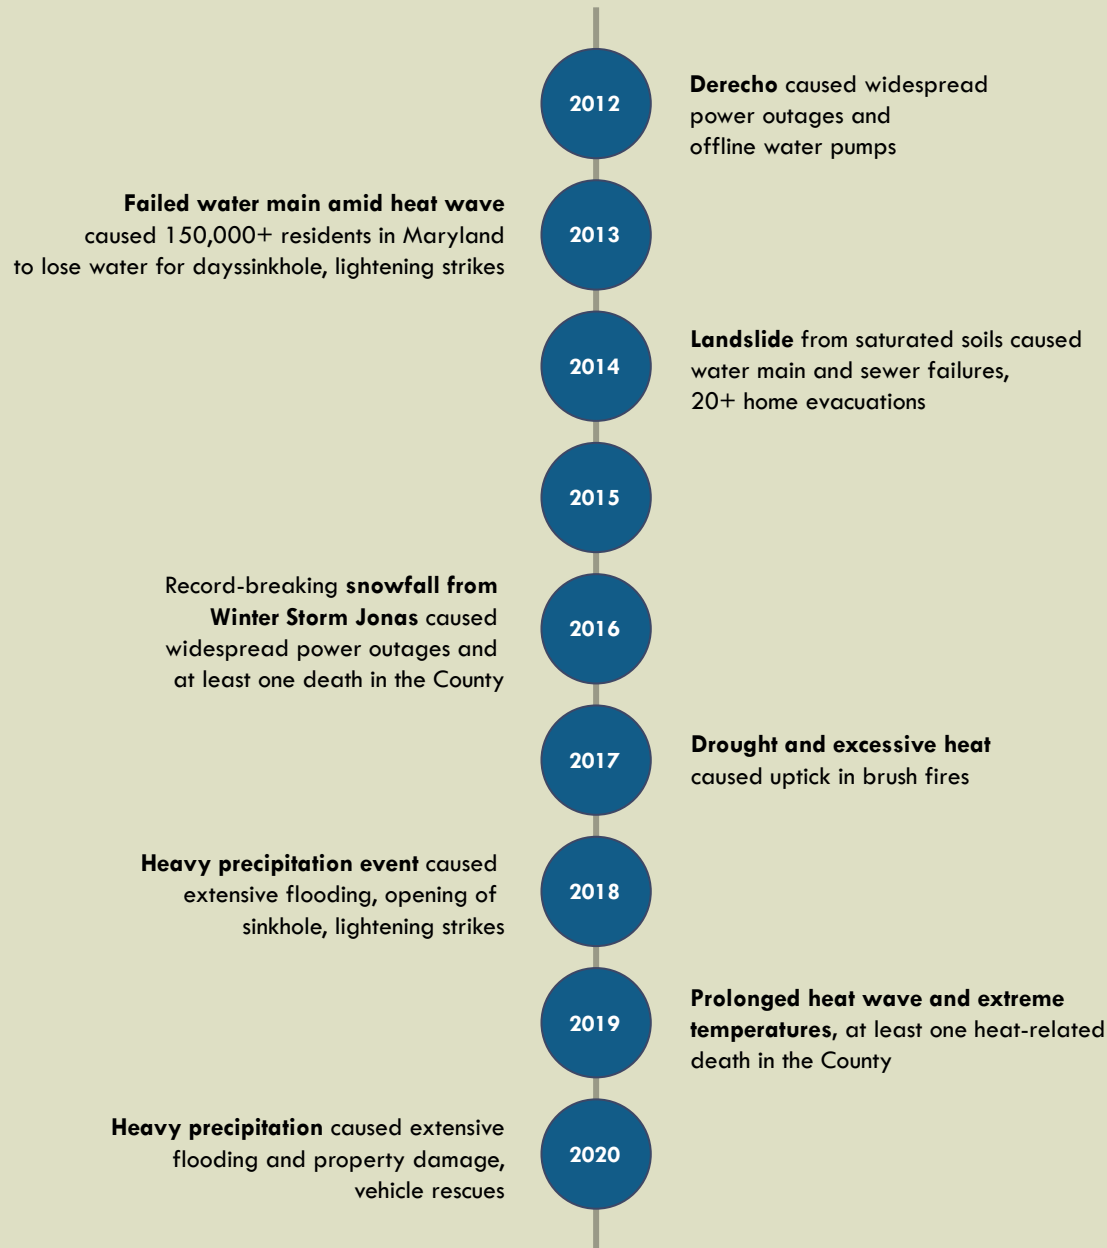 2012
Derecho caused widespread
power outages and
offline water pumps
Failed water main amid heat wave
caused 150,000+ residents in Maryland
to lose water for dayssinkhole, lightening strikes
2013
2014
Landslide from saturated soils caused
water main and sewer failures,
20+ home evacuations
2015
Record-breaking snowfall from
Winter Storm Jonas caused
widespread power outages and
at least one death in the County
2016
2017
Drought and excessive heat
caused uptick in brush fires
Heavy precipitation event caused
extensive flooding, opening of
sinkhole, lightening strikes
2018
2019
Prolonged heat wave and extreme
temperatures, at least one heat-related
death in the County
Heavy precipitation caused extensive
flooding and property damage,
vehicle rescues
2020